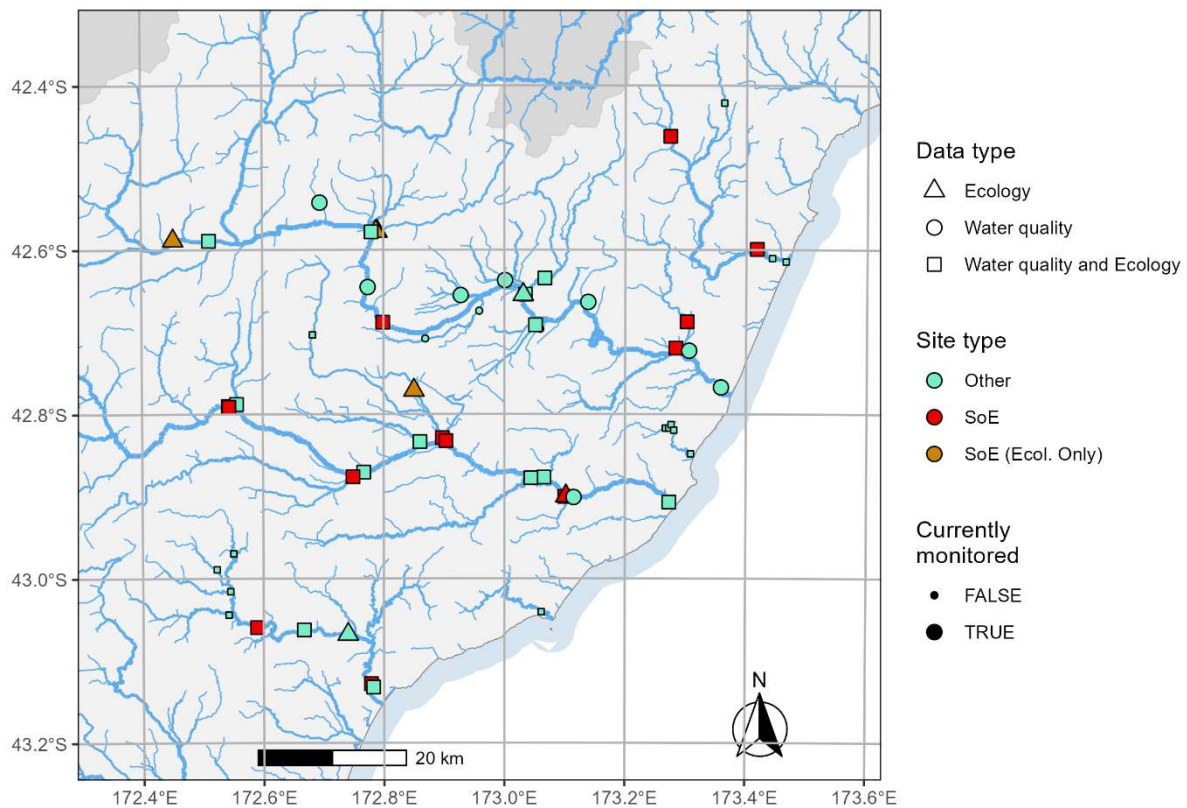 42.4°S
42.6°S
42.8°S
43.0°S
43.2°S
172.4°E
172.6°E
172.8°E
173.0°E
173.2°E
173.4°E
173.6°E
20 km
N
Data type
Ecology
Water quality
Water quality and Ecology
Site type
Other
SoE
SoE (Ecol. Only)
Currently
monitored
FALSE
TRUE